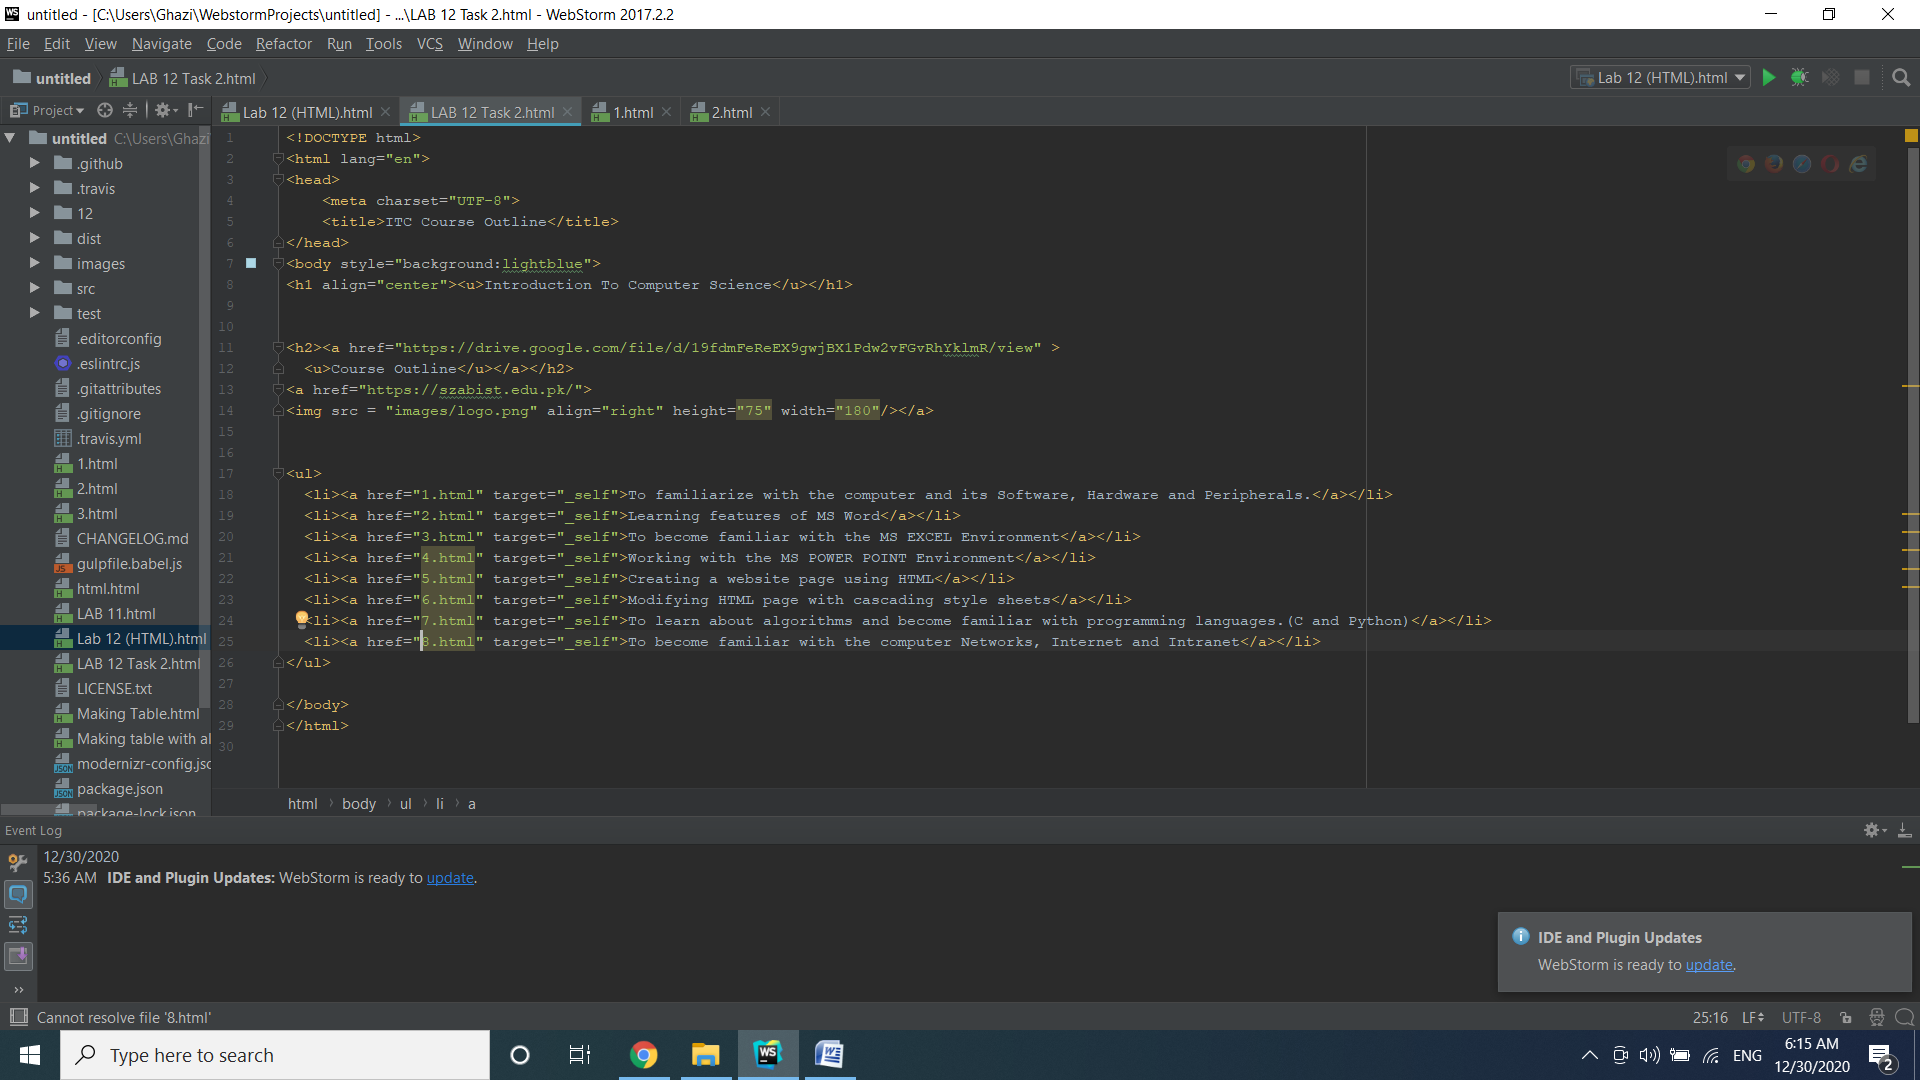 untitled - [C:\Users\Ghazi\WebstormProjects\untitled] - ...\LAB 12 Task 2.html - WebStorm 2017.2.2
File Edit View Navigate Code Refactor Run Tools VCS Window Help
untitled LAB 12 Task 2.html Lab 12 (HTML).html
Project Lab 12 (HTML).html LAB 12 Task 2.html 1.html 2.html
untitled C:\Users\Ghazi
.github
.travis
12
dist
images
src
test
.editorconfig
.eslintrc.js
.gitattributes
.gitignore
.travis.yml
1.html
2.html
3.html
CHANGELOG.md
gulpfile.babel.js
html.html
LAB 11.html
Lab 12 (HTML).html
LAB 12 Task 2.html
LICENSE.txt
Making Table.html
Making table with al
modernizr-config.jsc
package.json
package-lock.json
1 <!DOCTYPE html>
2 <html lang="en">
3 <head>
4 <meta charset="UTF-8">
5 <title>ITC Course Outline</title>
6 </head>
7 <body style="background:lightblue">
8 <h1 align="center"><u>Introduction To Computer Science</u></h1>
9
10
11 <h2><a href="https://drive.google.com/file/d/19fdmFeReEX9gwjBX1Pdw2vFGvRhYklmR/view" >
12 <u>Course Outline</u></a></h2>
13 <a href="https://szabist.edu.pk/">
14 <img src = "images/logo.png" align="right" height="75" width="180"/></a>
15
16
17 <ul>
18 <li><a href="1.html" target="_self">To familiarize with the computer and its Software, Hardware and Peripherals.</a></li>
19 <li><a href="2.html" target="_self">Learning features of MS Word</a></li>
20 <li><a href="3.html" target="_self">To become familiar with the MS EXCEL Environment</a></li>
21 <li><a href="4.html" target="_self">Working with the MS POWER POINT Environment</a></li>
22 <li><a href="5.html" target="_self">Creating a website page using HTML</a></li>
23 <li><a href="6.html" target="_self">Modifying HTML page with cascading style sheets</a></li>
24 <li><a href="7.html" target="_self">To learn about algorithms and become familiar with programming languages.(C and Python)</a></li>
25 <li><a href="8.html" target="_self">To become familiar with the computer Networks, Internet and Intranet</a></li>
26 </ul>
27
28 </body>
29 </html>
30
html body ul li a
Event Log
12/30/2020
5:36 AM IDE and Plugin Updates: WebStorm is ready to update.
IDE and Plugin Updates
WebStorm is ready to update.
Cannot resolve file '8.html' 25:16 LF UTF-8
Type here to search ENG 6:15 AM
12/30/2020 2